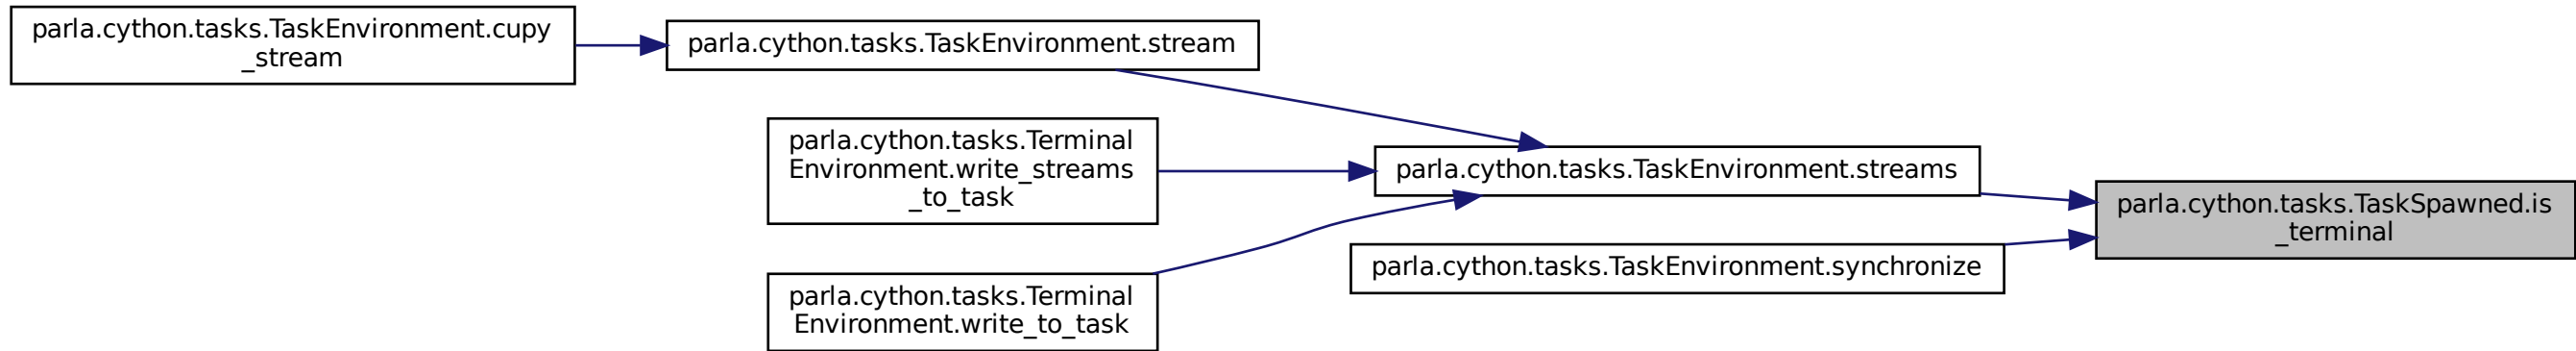 parla.cython.tasks.TaskEnvironment.cupy
_stream
parla.cython.tasks.TaskEnvironment.stream
parla.cython.tasks.Terminal
Environment.write_streams
_to_task
parla.cython.tasks.Terminal
Environment.write_to_task
parla.cython.tasks.TaskEnvironment.streams
parla.cython.tasks.TaskEnvironment.synchronize
parla.cython.tasks.TaskSpawned.is
_terminal